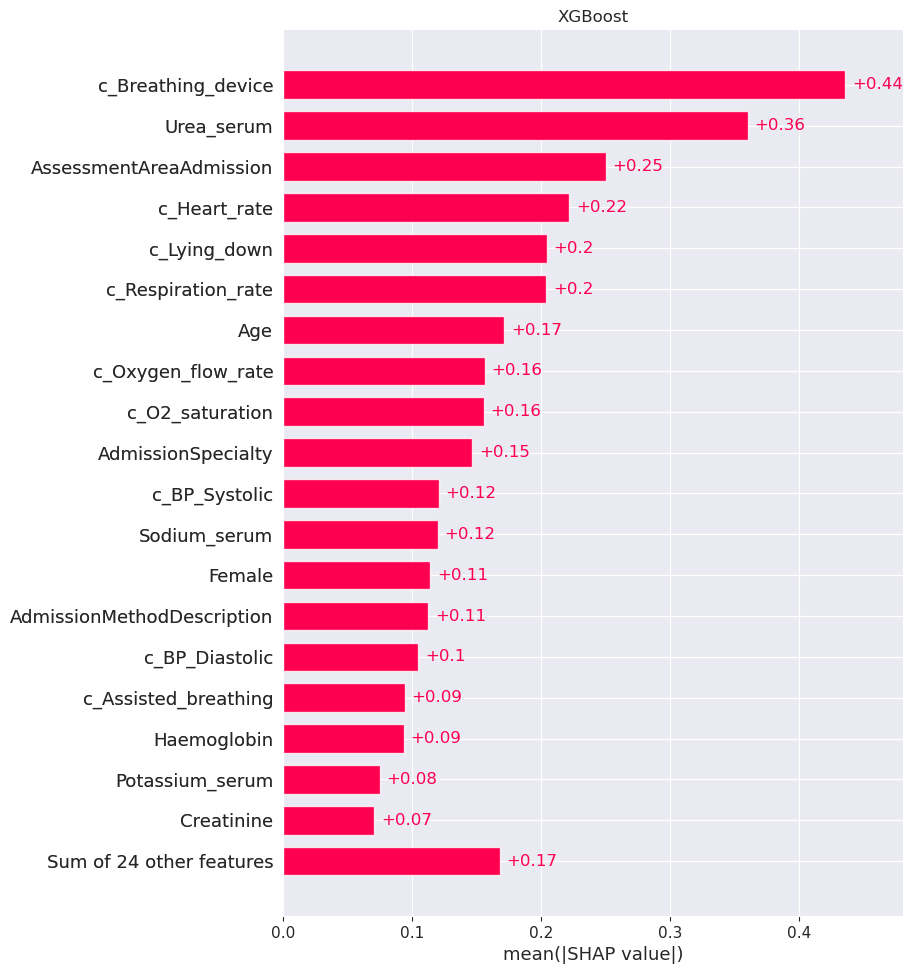 XGBoost
c_Breathing_device +0.44
Urea_serum +0.36
AssessmentAreaAdmission +0.25
c_Heart_rate +0.22
c_Lying_down +0.2
c_Respiration_rate +0.2
Age +0.17
c_Oxygen_flow_rate +0.16
c_O2_saturation +0.16
AdmissionSpecialty +0.15
c_BP_Systolic +0.12
Sodium_serum +0.12
Female +0.11
AdmissionMethodDescription +0.11
c_BP_Diastolic +0.1
c_Assisted_breathing +0.09
Haemoglobin +0.09
Potassium_serum +0.08
Creatinine +0.07
Sum of 24 other features +0.17
0.0 0.1 0.2 0.3 0.4
mean(|SHAP value|)